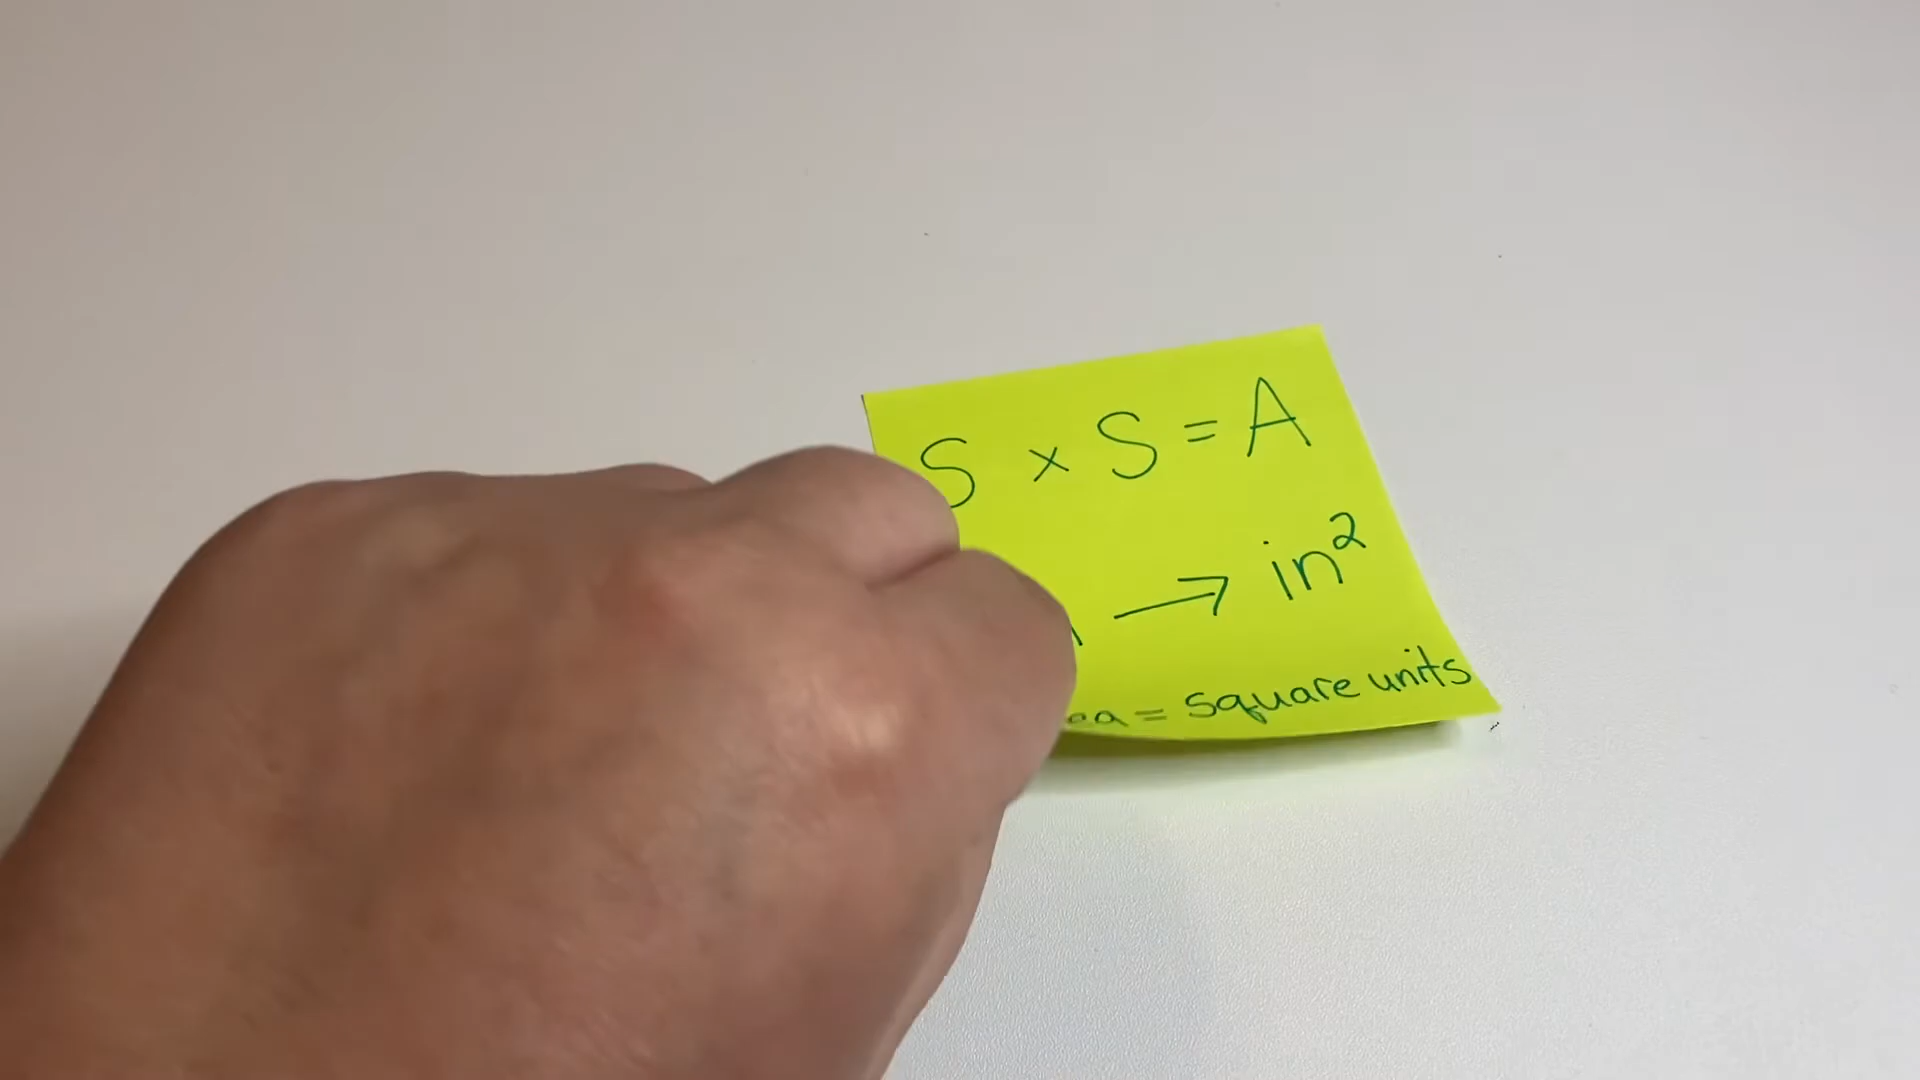 S × S = A
→ in²
= square units